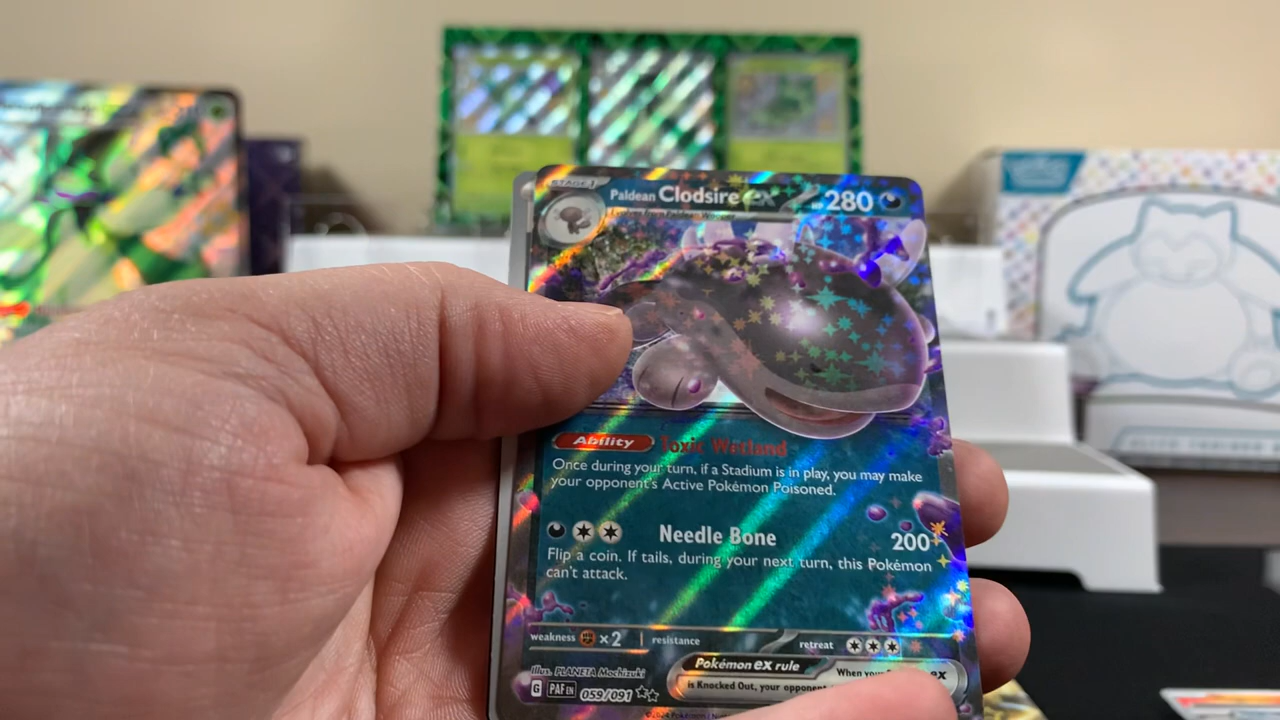 STAGE 1
Paldean Clodsire ex HP 280
Ability Toxic Wetland
Once during your turn, if a Stadium is in play, you may make
your opponent's Active Pokémon Poisoned.
Needle Bone 200
Flip a coin. If tails, during your next turn, this Pokémon
can't attack.
weakness ×2 resistance retreat
Illus. PLANETA Mochizuki
Pokémon ex rule When your ex
is Knocked Out, your opponent
G PAF EN 059/091